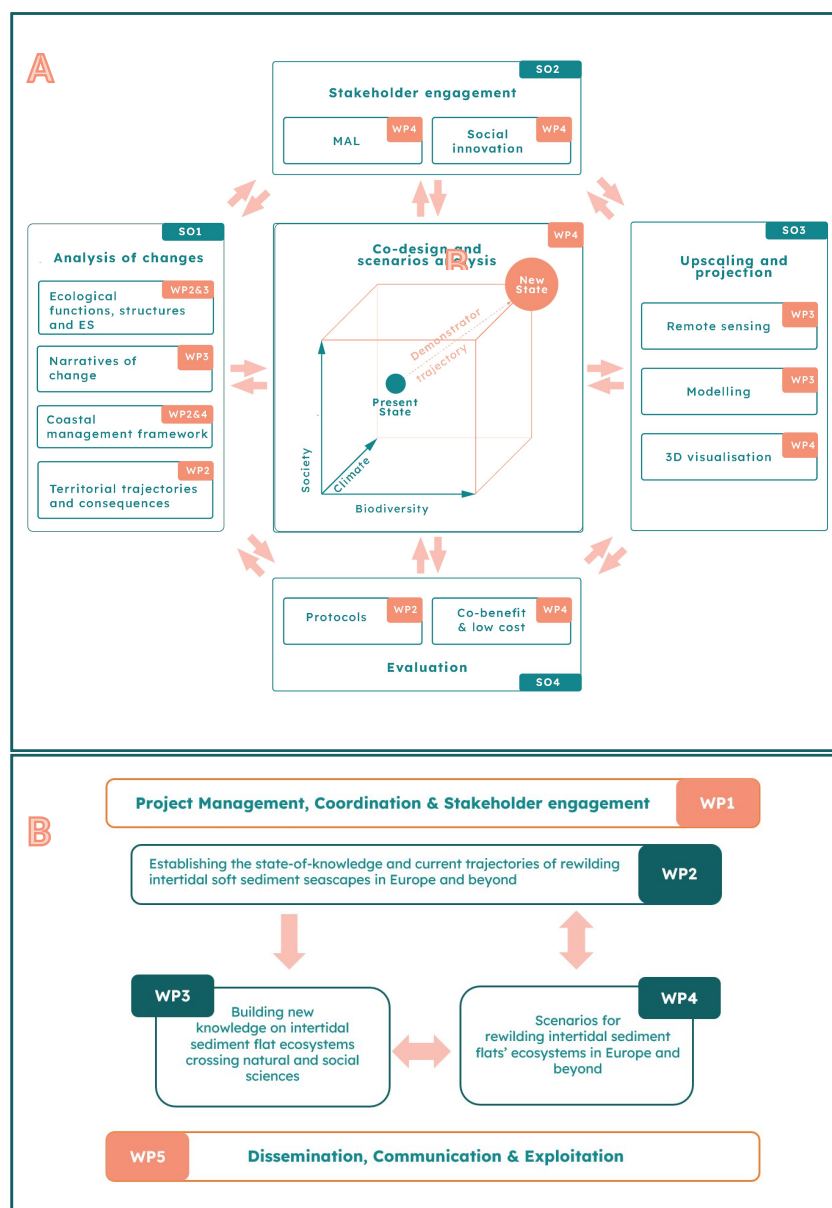 A
SO2
Stakeholder engagement
MAL
WP4
Social
innovation
WP4
SO1
Analysis of changes
WP2&3
Ecological
functions, structures
and ES
WP3
Narratives of
change
WP2&4
Coastal
management framework
WP2
Territorial trajectories
and consequences
WP4
Co-design and
scenarios analysis
B
New
State
Demonstrator
trajectory
Present
State
Society
Climate
Biodiversity
SO3
Upscaling and
projection
WP3
Remote sensing
WP3
Modelling
WP4
3D visualisation
Protocols
WP2
Co-benefit
& low cost
WP4
Evaluation
SO4
B
Project Management, Coordination & Stakeholder engagement
WP1
Establishing the state-of-knowledge and current trajectories of rewilding
intertidal soft sediment seascapes in Europe and beyond
WP2
WP3
Building new
knowledge on intertidal
sediment flat ecosystems
crossing natural and social
sciences
WP4
Scenarios for
rewilding intertidal sediment
flats' ecosystems in Europe and
beyond
WP5
Dissemination, Communication & Exploitation